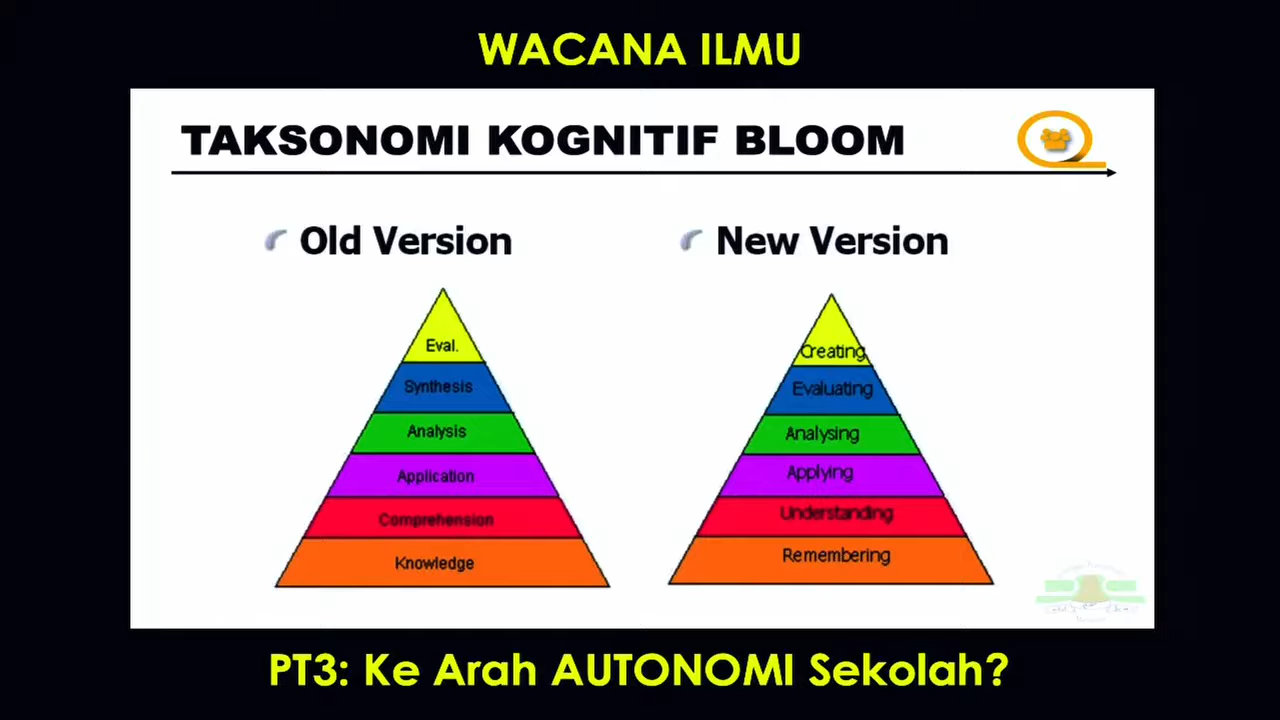 WACANA ILMU
TAKSONOMI KOGNITIF BLOOM
Old Version
New Version
Eval.
Synthesis
Analysis
Application
Comprehension
Knowledge
Creating
Evaluating
Analysing
Applying
Understanding
Remembering
PT3: Ke Arah AUTONOMI Sekolah?